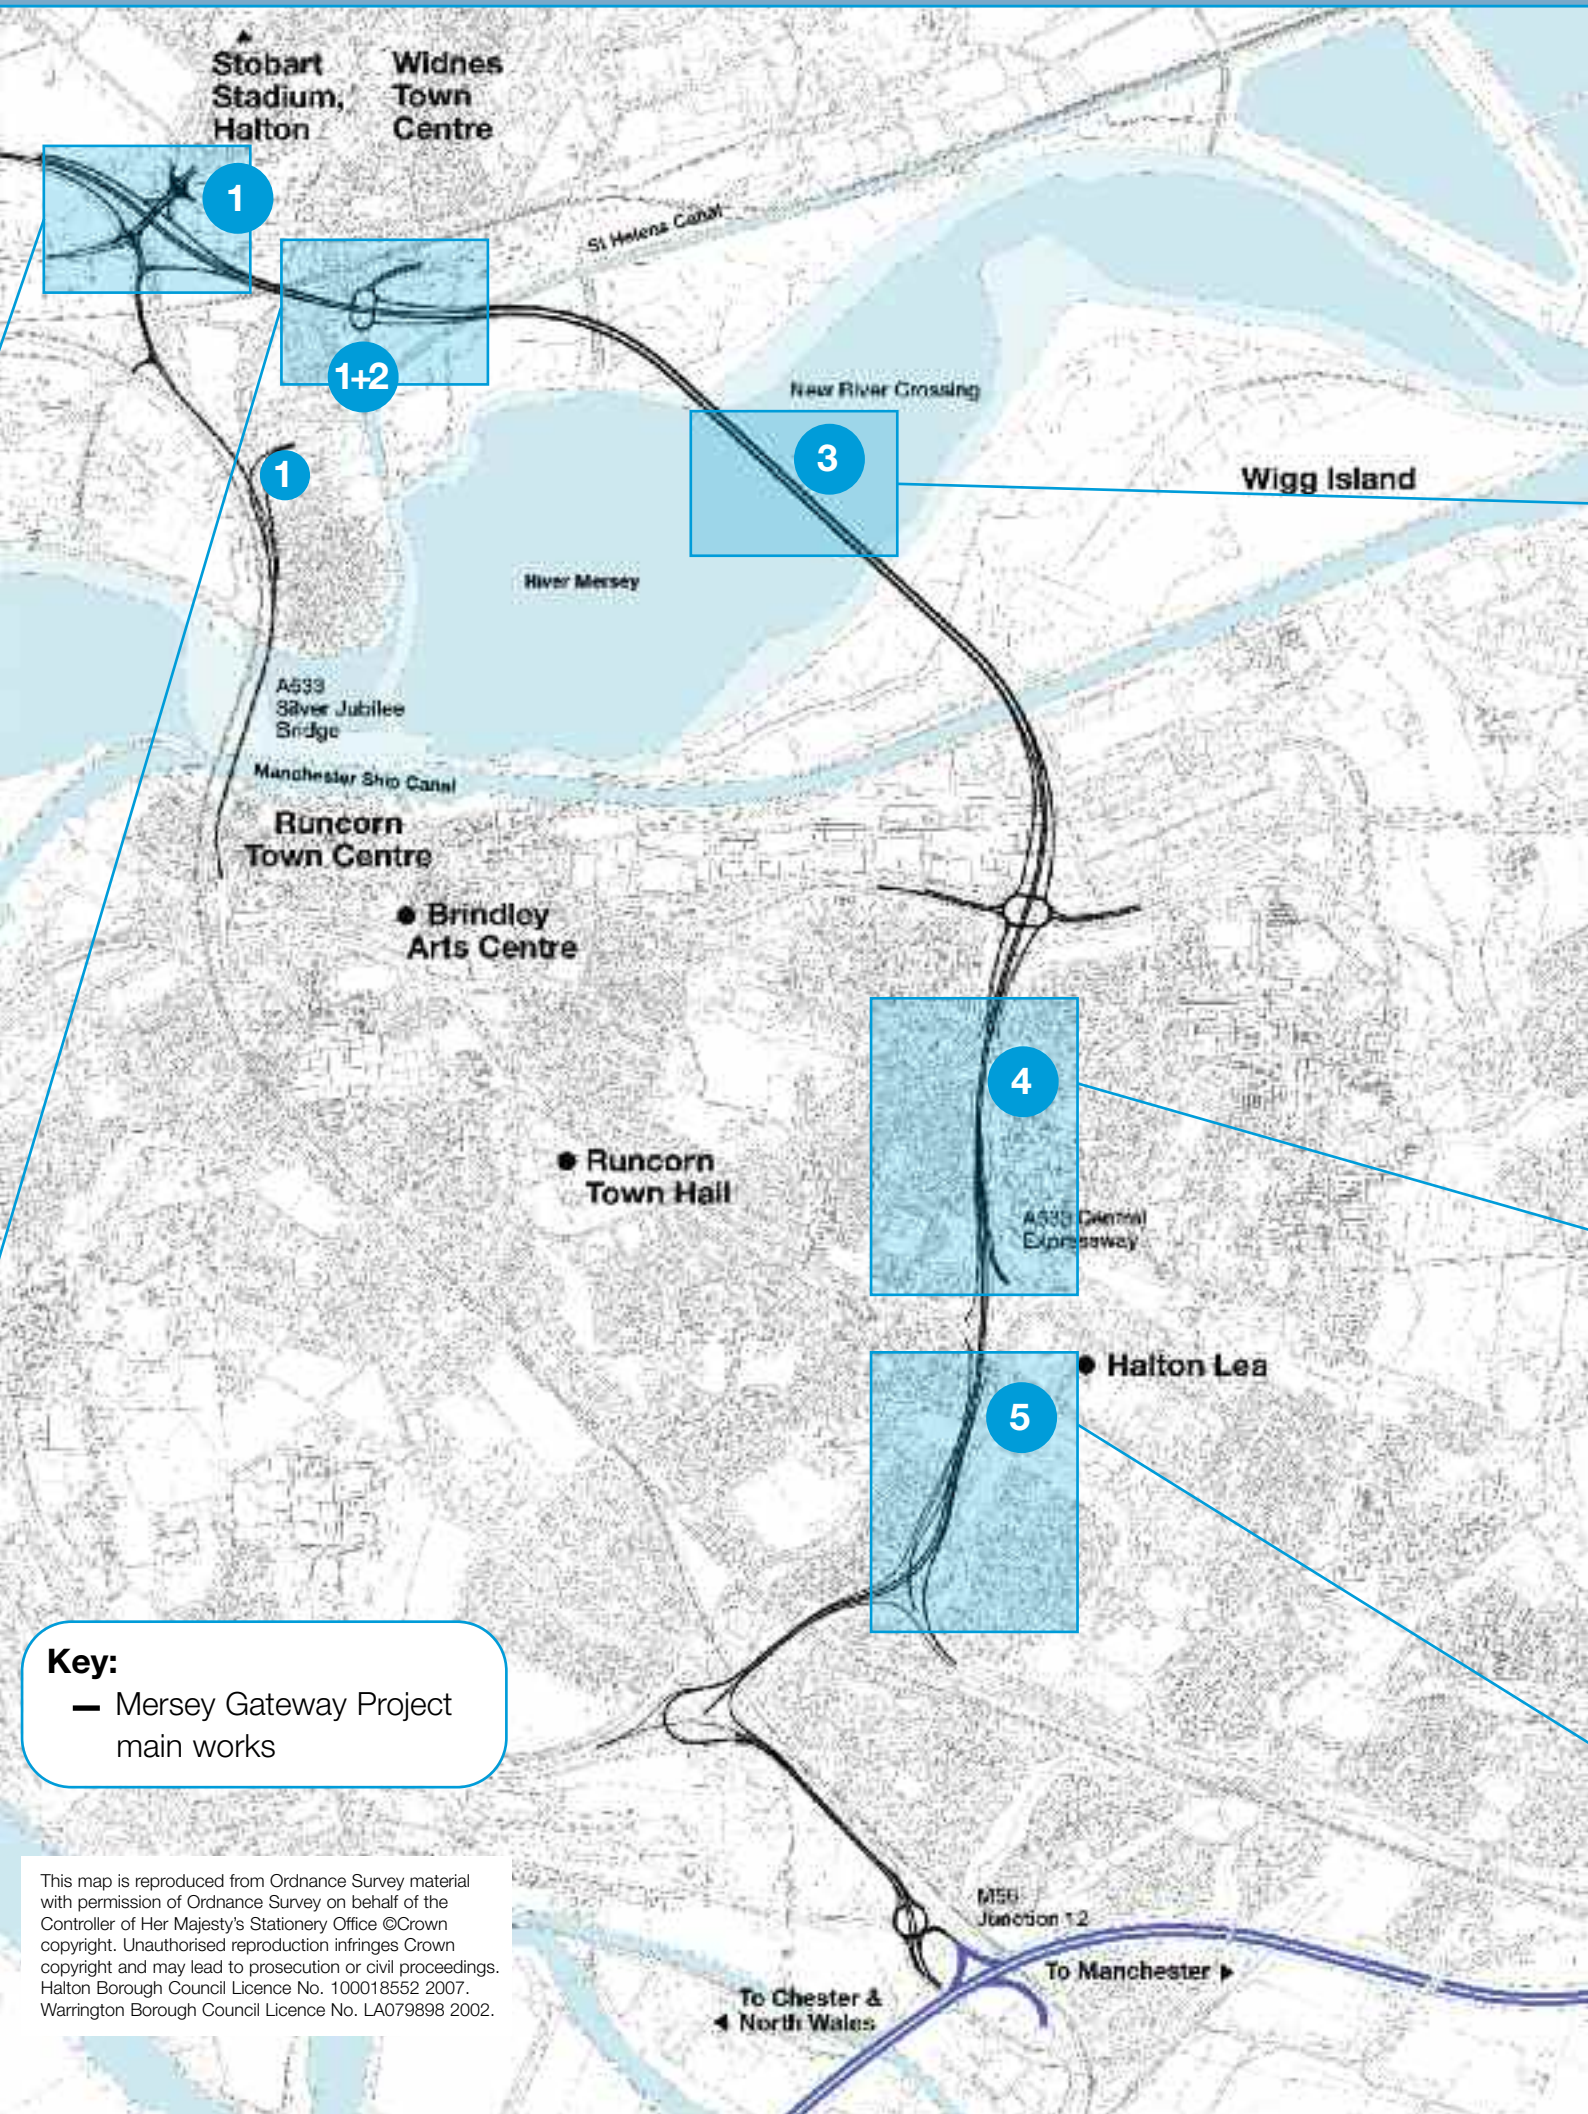 Stobart
Stadium,
Halton
Widnes
Town
Centre
1
St Helens Canal
1+2
New River Crossing
3
1
Wigg Island
River Mersey
A533
Silver Jubilee
Bridge
Manchester Ship Canal
Runcorn
Town Centre
Brindley
Arts Centre
4
Runcorn
Town Hall
A533 Central
Expressway
Halton Lea
5
Key:
Mersey Gateway Project
main works
This map is reproduced from Ordnance Survey material
with permission of Ordnance Survey on behalf of the
Controller of Her Majesty's Stationery Office ©Crown
copyright. Unauthorised reproduction infringes Crown
copyright and may lead to prosecution or civil proceedings.
Halton Borough Council Licence No. 100018552 2007.
Warrington Borough Council Licence No. LA079898 2002.
M56
Junction 12
To Manchester
To Chester &
North Wales